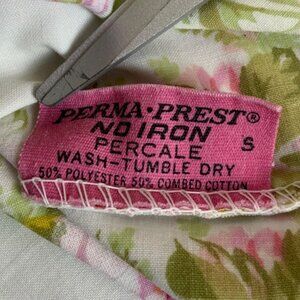 PERMA·PREST®
NO IRON
PERCALE S
WASH-TUMBLE DRY
50% POLYESTER 50% COMBED COTTON